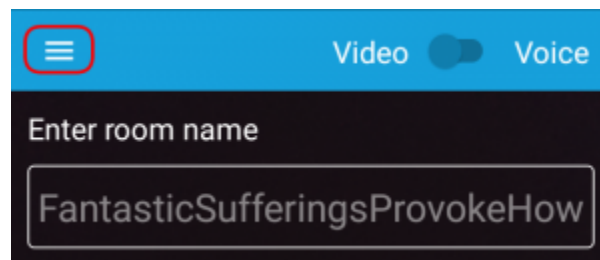 Video Voice
Enter room name
FantasticSufferingsProvokeHow